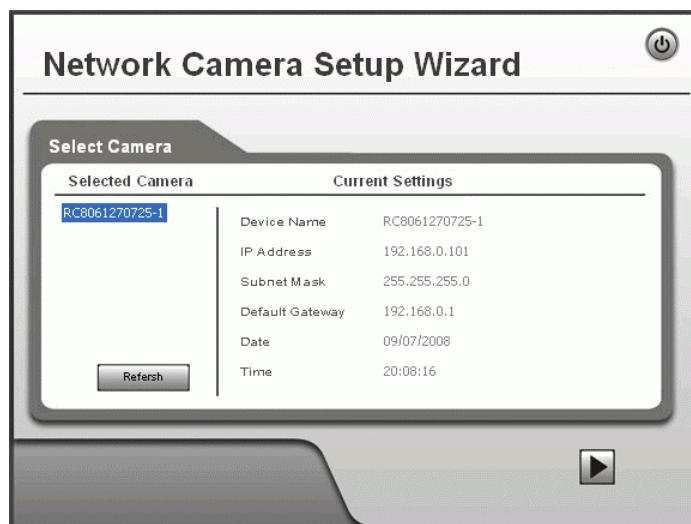 Network Camera Setup Wizard
Select Camera
Selected Camera
Current Settings
RC8061270725-1
Device Name RC8061270725-1
IP Address 192.168.0.101
Subnet Mask 255.255.255.0
Default Gateway 192.168.0.1
Date 09/07/2008
Time 20:08:16
Refersh